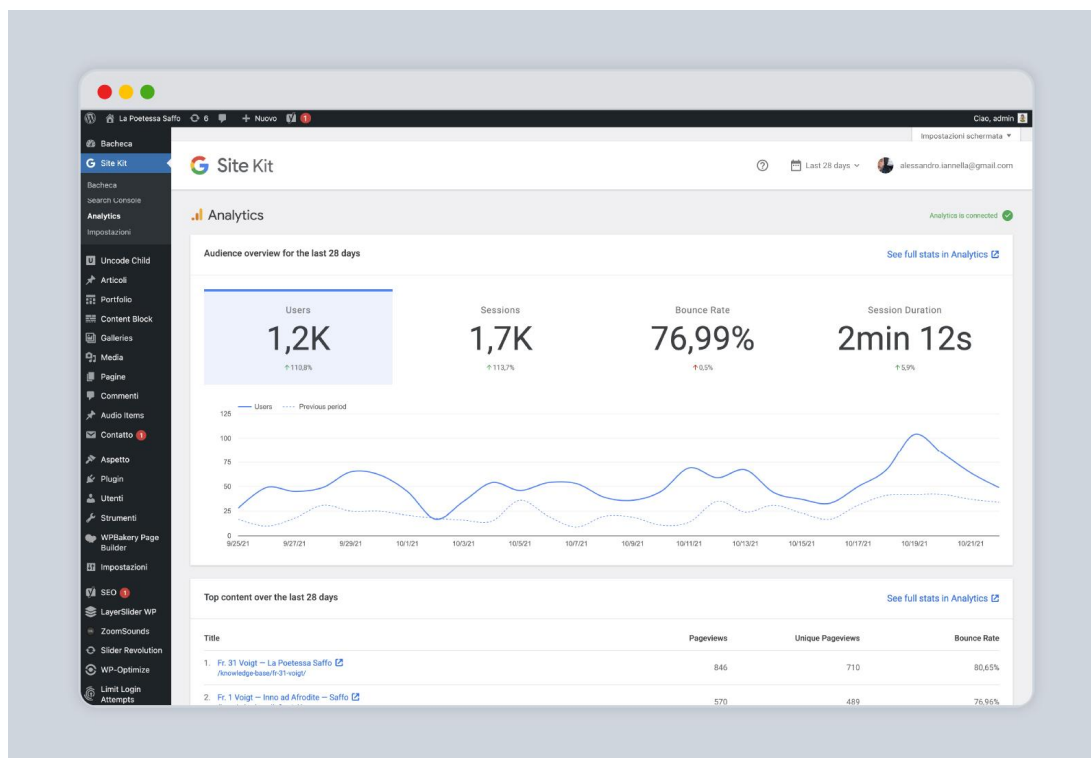 La Poetessa Saffo 6 + Nuovo 1 Ciao, admin
Impostazioni schermata
Bacheca
Site Kit
Bacheca
Search Console
Analytics
Impostazioni
Uncode Child
Articoli
Portfolio
Content Block
Galleries
Media
Pagine
Commenti
Audio Items
Contatto 1
Aspetto
Plugin
Utenti
Strumenti
WPBakery Page
Builder
Impostazioni
SEO 1
LayerSlider WP
ZoomSounds
Slider Revolution
WP-Optimize
Limit Login
Attempts
G Site Kit
Last 28 days
alessandro.iannella@gmail.com
Analytics
Analytics is connected
Audience overview for the last 28 days
See full stats in Analytics
Users
1,2K
↑110,8%
Sessions
1,7K
↑113,7%
Bounce Rate
76,99%
↑0,5%
Session Duration
2min 12s
↑5,9%
Users Previous period
125
100
75
50
25
0
9/25/21 9/27/21 9/29/21 10/1/21 10/3/21 10/5/21 10/7/21 10/9/21 10/11/21 10/13/21 10/15/21 10/17/21 10/19/21 10/21/21
Top content over the last 28 days
See full stats in Analytics
Title Pageviews Unique Pageviews Bounce Rate
1. Fr. 31 Voigt — La Poetessa Saffo 846 710 80,65%
/knowledge-base/fr-31-voigt/
2. Fr. 1 Voigt — Inno ad Afrodite — Saffo 570 489 76,96%